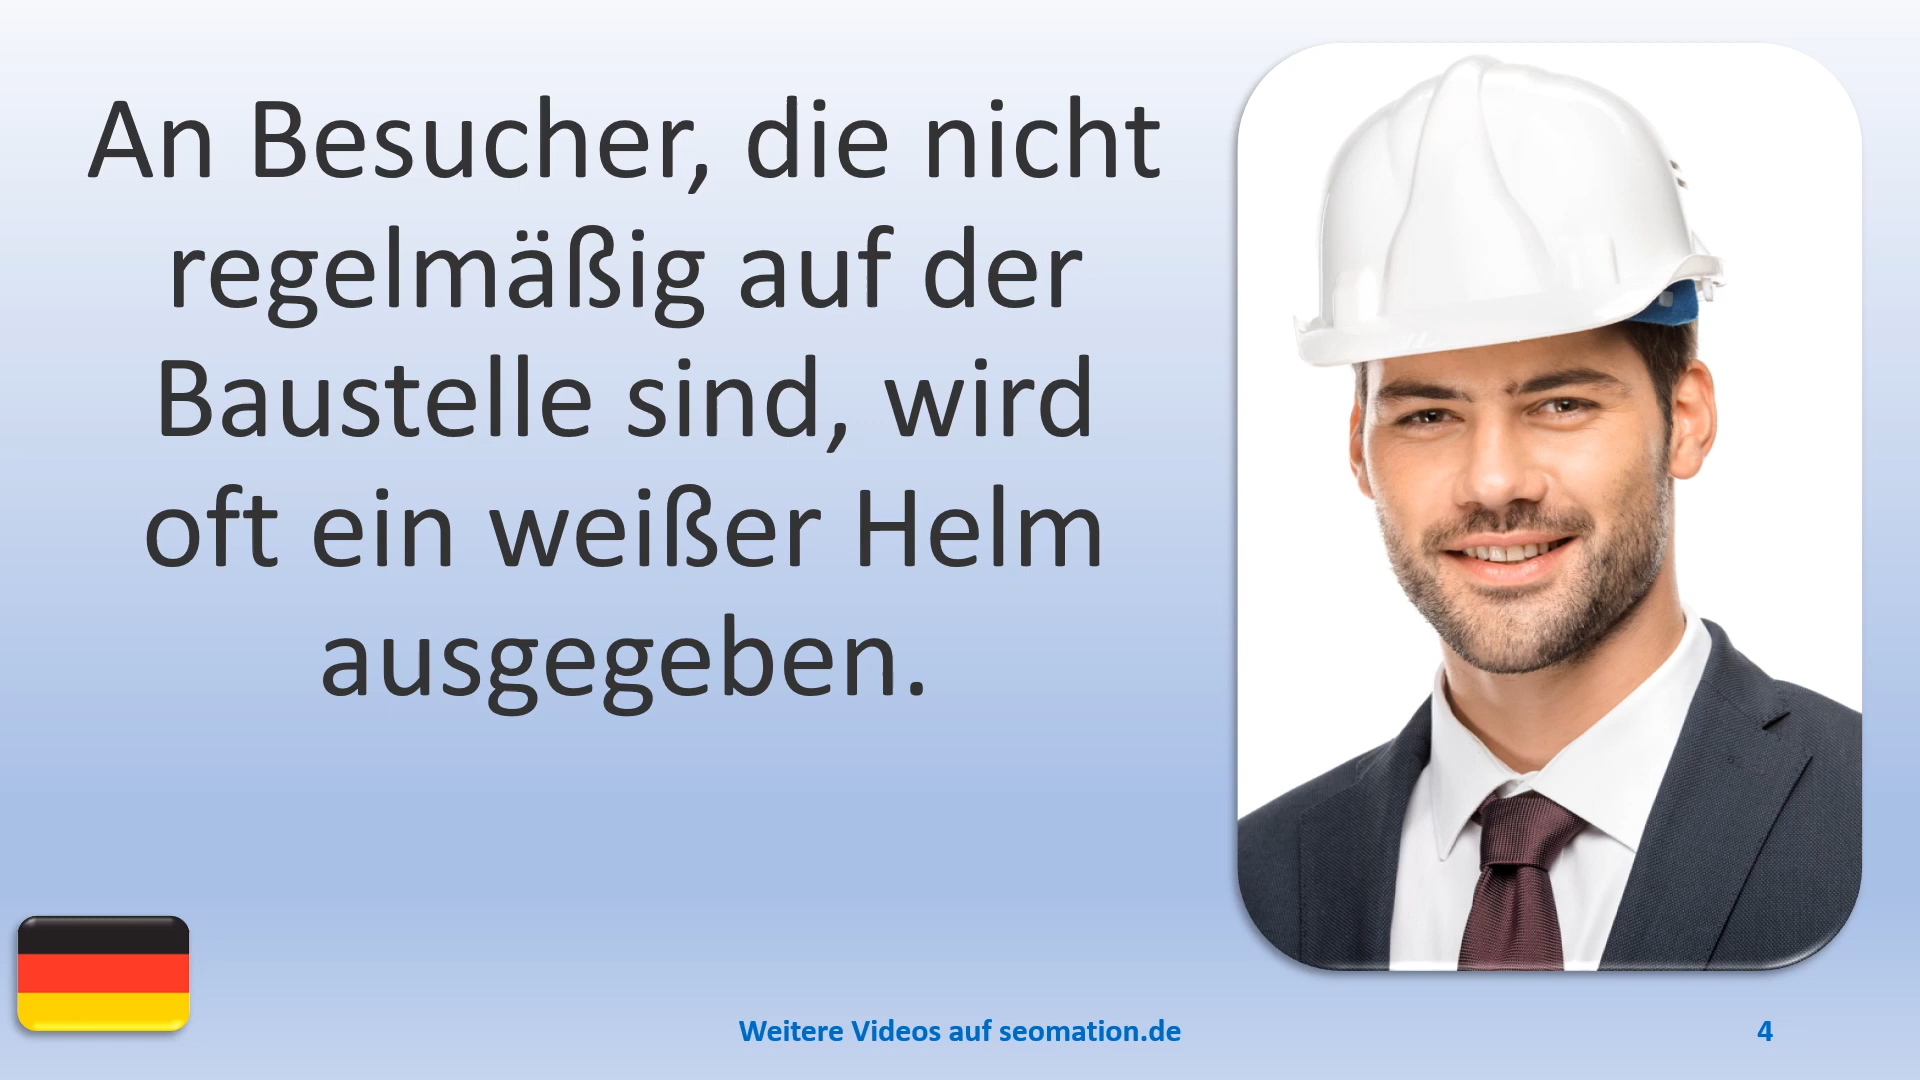 An Besucher, die nicht
regelmäßig auf der
Baustelle sind, wird
oft ein weißer Helm
ausgegeben.
Weitere Videos auf seomation.de
4